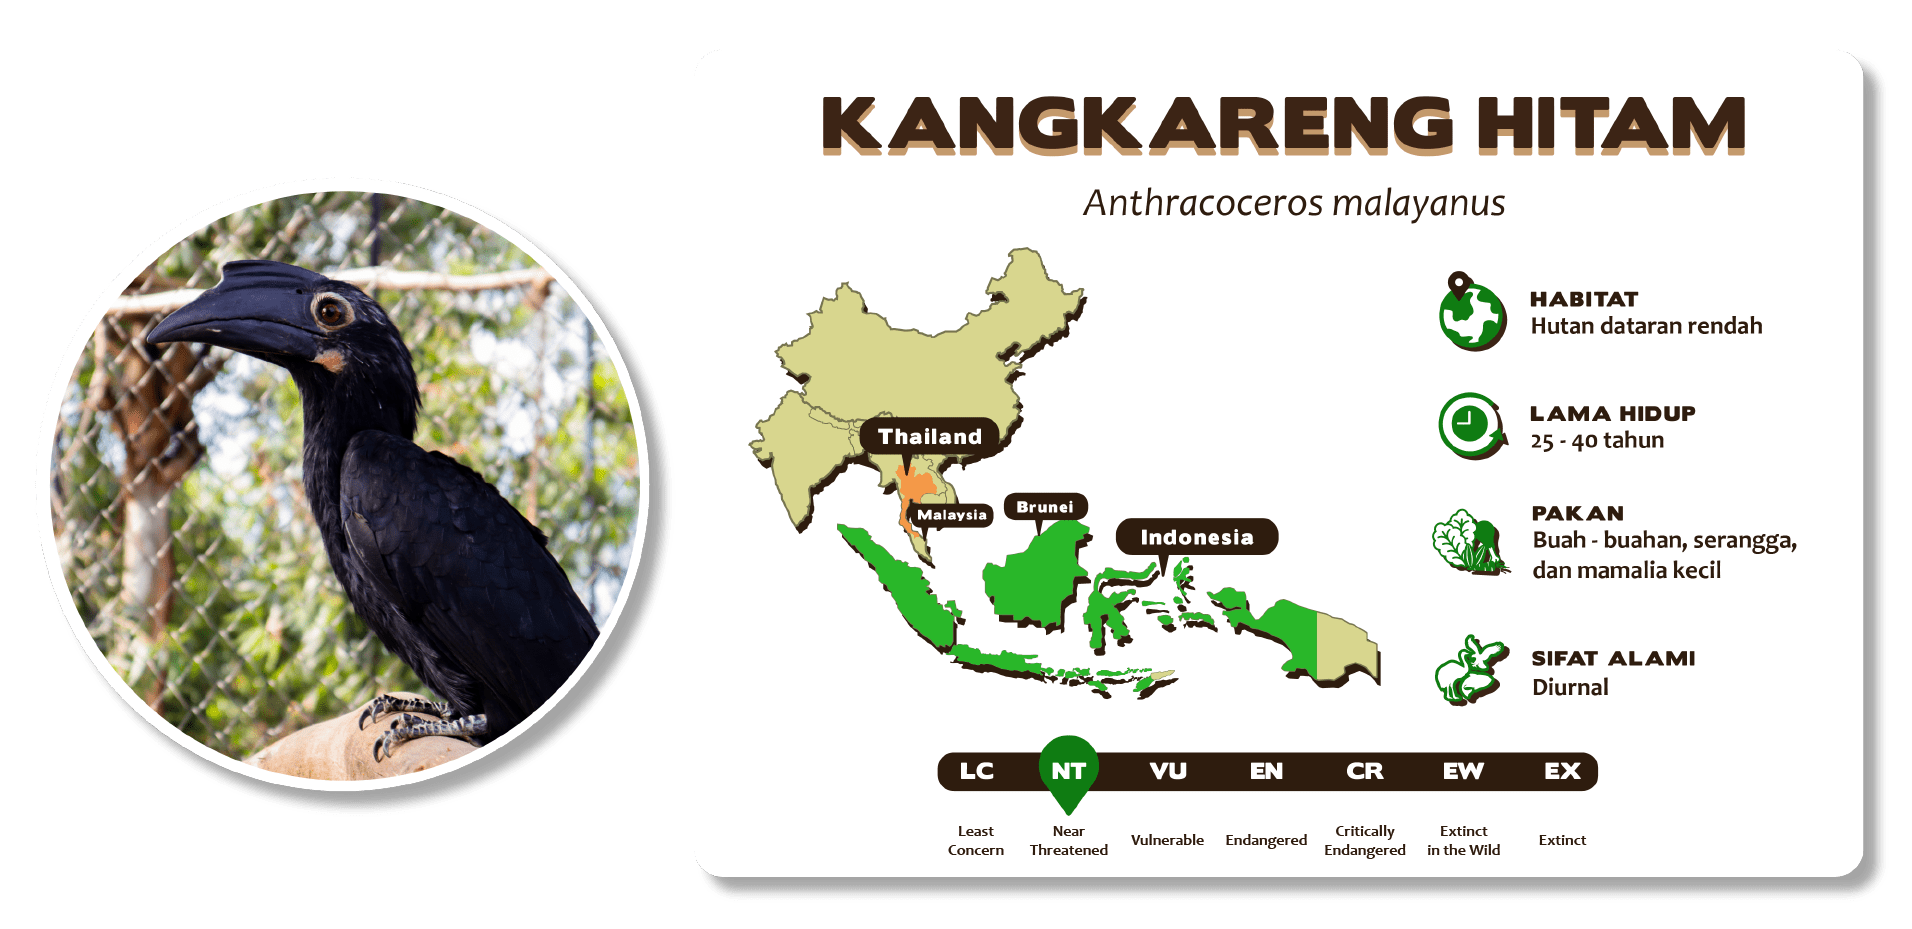 KANGKARENG HITAM
Anthracoceros malayanus
Thailand
Malaysia
Brunei
Indonesia
HABITAT
Hutan dataran rendah
LAMA HIDUP
25 - 40 tahun
PAKAN
Buah - buahan, serangga,
dan mamalia kecil
SIFAT ALAMI
Diurnal
LC NT VU EN CR EW EX
Least
Concern
Near
Threatened
Vulnerable
Endangered
Critically
Endangered
Extinct
in the Wild
Extinct